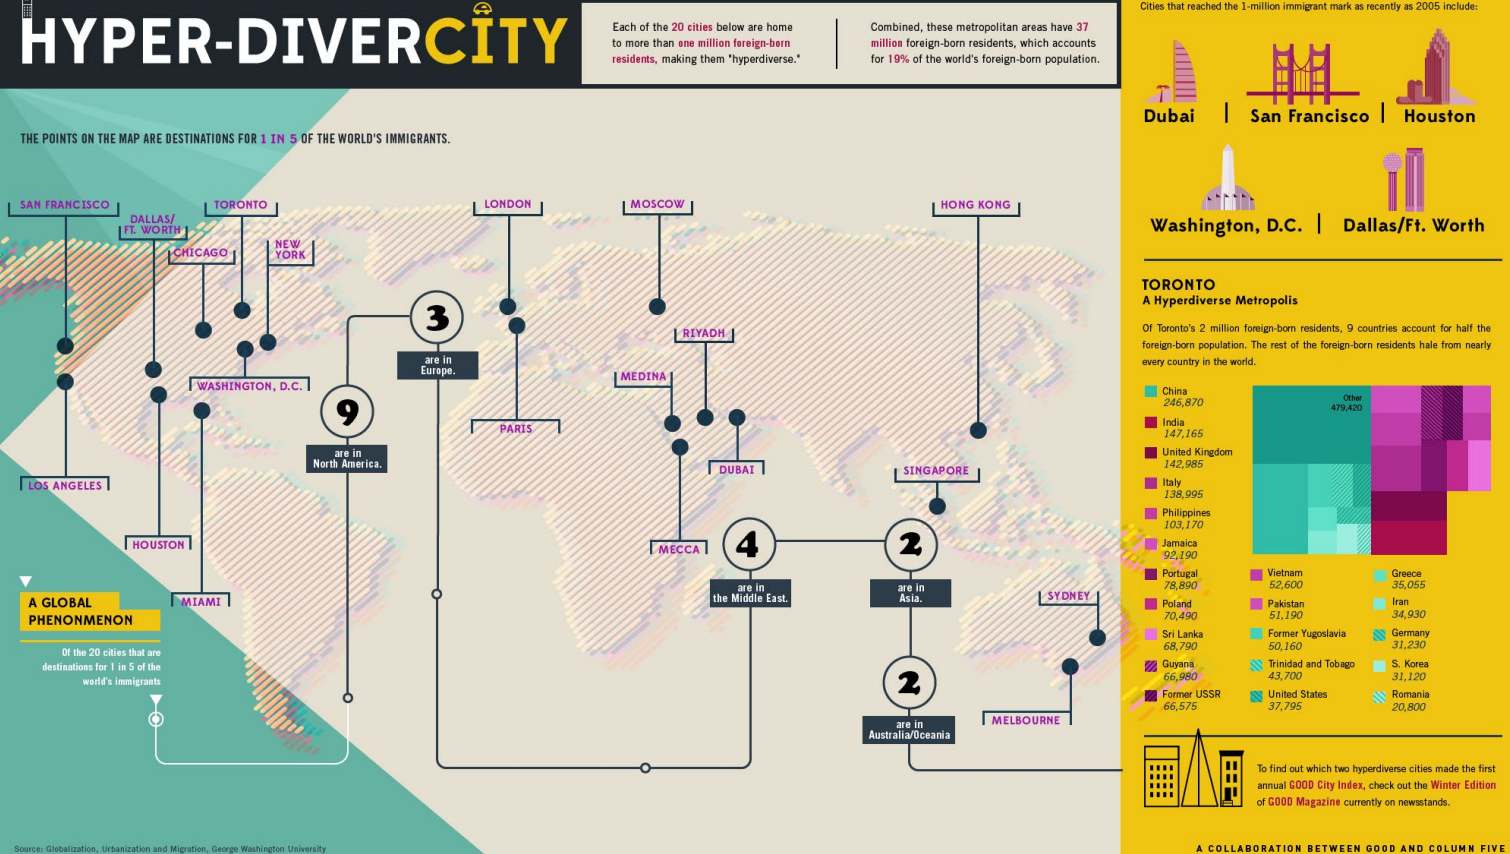 HYPER-DIVERCITY
Each of the 20 cities below are home
to more than one million foreign-born
residents, making them "hyperdiverse."
Combined, these metropolitan areas have 37
million foreign-born residents, which accounts
for 19% of the world's foreign-born population.
THE POINTS ON THE MAP ARE DESTINATIONS FOR 1 IN 5 OF THE WORLD'S IMMIGRANTS.
SAN FRANCISCO
DALLAS/
FT. WORTH
TORONTO
CHICAGO
NEW
YORK
LONDON
MOSCOW
HONG KONG
3
are in
Europe.
RIYADH
MEDINA
WASHINGTON, D.C.
9
are in
North America.
PARIS
DUBAI
SINGAPORE
LOS ANGELES
HOUSTON
MECCA
4
are in
the Middle East.
2
are in
Asia.
SYDNEY
MIAMI
A GLOBAL
PHENONMENON
Of the 20 cities that are
destinations for 1 in 5 of the
world's immigrants
2
are in
Australia/Oceania
MELBOURNE
Source: Globalization, Urbanization and Migration, George Washington University
Cities that reached the 1-million immigrant mark as recently as 2005 include:
Dubai | San Francisco | Houston
Washington, D.C. | Dallas/Ft. Worth
TORONTO
A Hyperdiverse Metropolis
Of Toronto's 2 million foreign-born residents, 9 countries account for half the
foreign-born population. The rest of the foreign-born residents hale from nearly
every country in the world.
China
246,870
India
147,165
United Kingdom
142,985
Italy
138,995
Philippines
103,170
Jamaica
92,190
Portugal
78,890
Poland
70,490
Sri Lanka
68,790
Guyana
66,980
Former USSR
66,575
Other
479,420
Vietnam
52,600
Pakistan
51,190
Former Yugoslavia
50,160
Trinidad and Tobago
43,700
United States
37,795
Greece
35,055
Iran
34,930
Germany
31,230
S. Korea
31,120
Romania
20,800
To find out which two hyperdiverse cities made the first
annual GOOD City Index, check out the Winter Edition
of GOOD Magazine currently on newsstands.
A COLLABORATION BETWEEN GOOD AND COLUMN FIVE